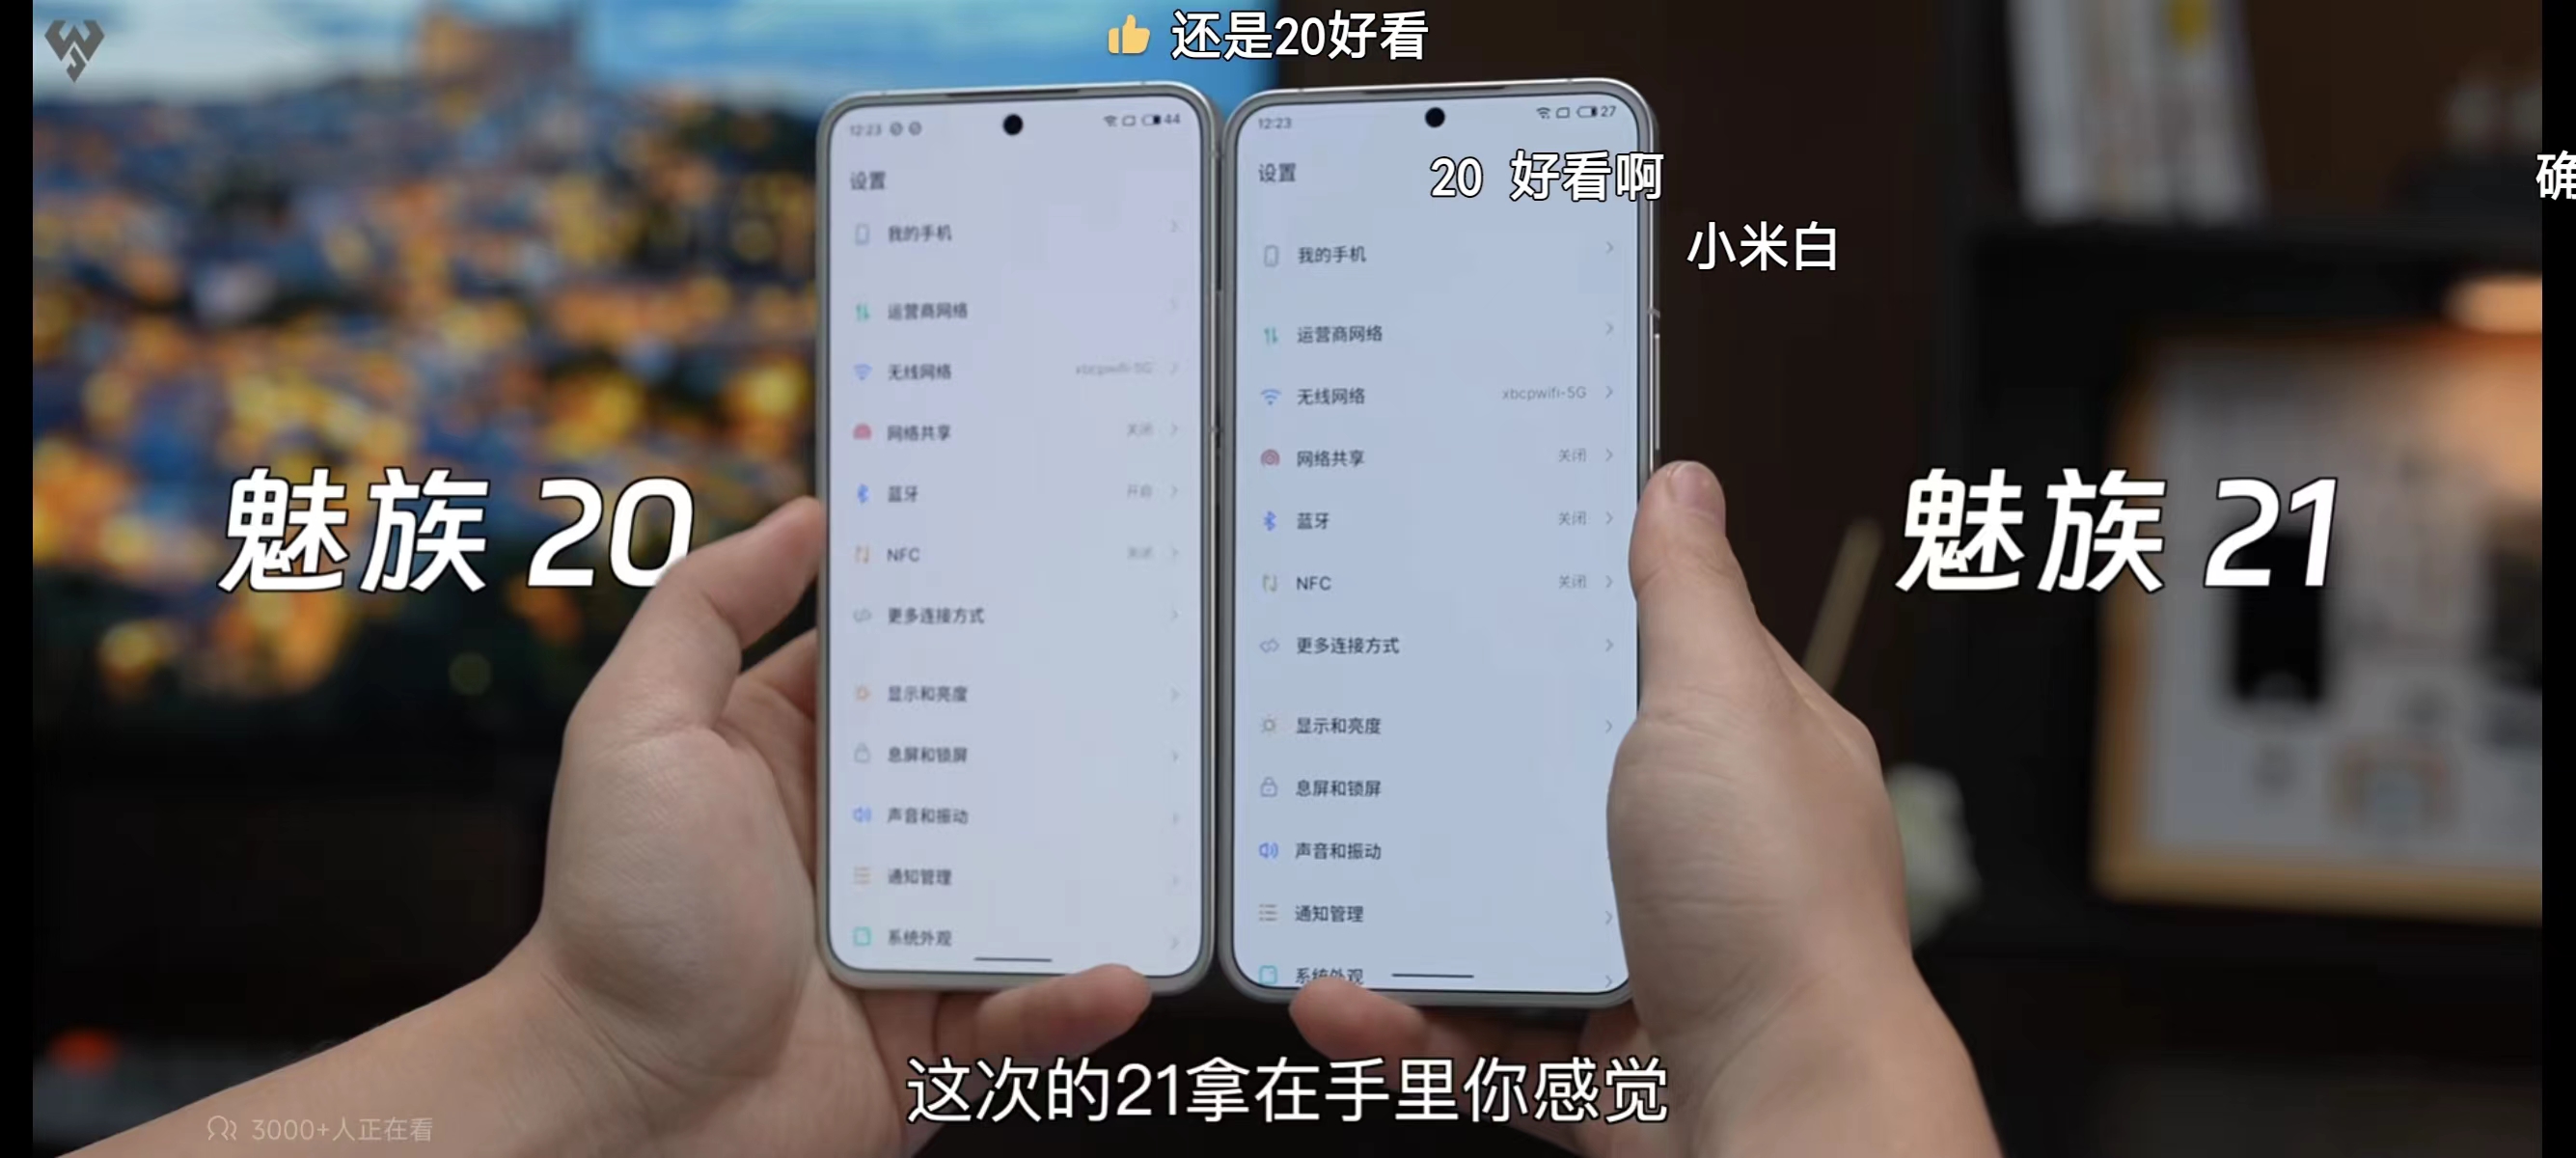 还是20好看
12:23
44
12:23
27
设置
设置
20 好看啊
确
小米白
我的手机
运营商网络
无线网络 xbcpwifi-5G
网络共享 关闭
蓝牙 开启
NFC 关闭
更多连接方式
显示和亮度
息屏和锁屏
声音和振动
通知管理
系统外观
我的手机
运营商网络
无线网络 xbcpwifi-5G
网络共享 关闭
蓝牙 关闭
NFC 关闭
更多连接方式
显示和亮度
息屏和锁屏
声音和振动
通知管理
系统外观
魅族 20
魅族 21
这次的21拿在手里你感觉
3000+人正在看